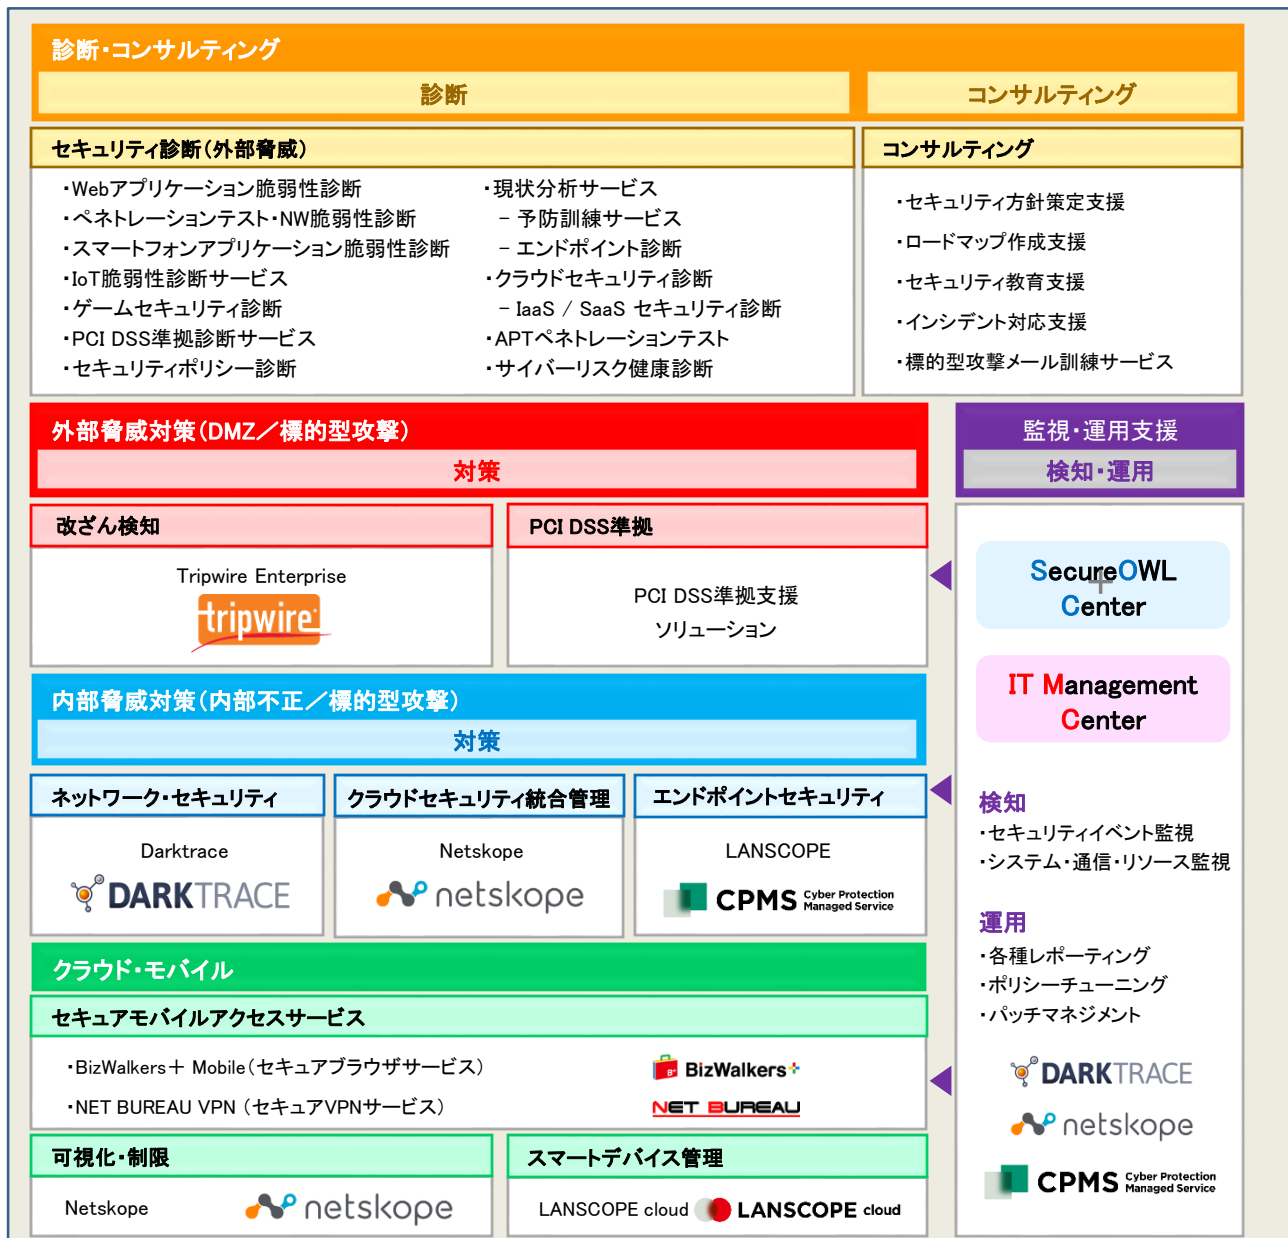 診断・コンサルティング
診断
コンサルティング
セキュリティ診断(外部脅威)
・Webアプリケーション脆弱性診断
・ペネトレーションテスト・NW脆弱性診断
・スマートフォンアプリケーション脆弱性診断
・IoT脆弱性診断サービス
・ゲームセキュリティ診断
・PCI DSS準拠診断サービス
・セキュリティポリシー診断
・現状分析サービス
− 予防訓練サービス
− エンドポイント診断
・クラウドセキュリティ診断
− IaaS / SaaS セキュリティ診断
・APTペネトレーションテスト
・サイバーリスク健康診断
コンサルティング
・セキュリティ方針策定支援
・ロードマップ作成支援
・セキュリティ教育支援
・インシデント対応支援
・標的型攻撃メール訓練サービス
外部脅威対策(DMZ/標的型攻撃)
対策
改ざん検知
Tripwire Enterprise
tripwire
PCI DSS準拠
PCI DSS準拠支援
ソリューション
内部脅威対策(内部不正/標的型攻撃)
対策
ネットワーク・セキュリティ
Darktrace
DARKTRACE
クラウドセキュリティ統合管理
Netskope
netskope
エンドポイントセキュリティ
LANSCOPE
CPMS Cyber Protection
Managed Service
クラウド・モバイル
セキュアモバイルアクセスサービス
・BizWalkers+ Mobile(セキュアブラウザサービス)
BizWalkers+
・NET BUREAU VPN (セキュアVPNサービス)
NET BUREAU
可視化・制限
Netskope
netskope
スマートデバイス管理
LANSCOPE cloud
LANSCOPE cloud
監視・運用支援
検知・運用
SecureOWL
+
Center
IT Management
Center
検知
・セキュリティイベント監視
・システム・通信・リソース監視
運用
・各種レポーティング
・ポリシーチューニング
・パッチマネジメント
DARKTRACE
netskope
CPMS Cyber Protection
Managed Service